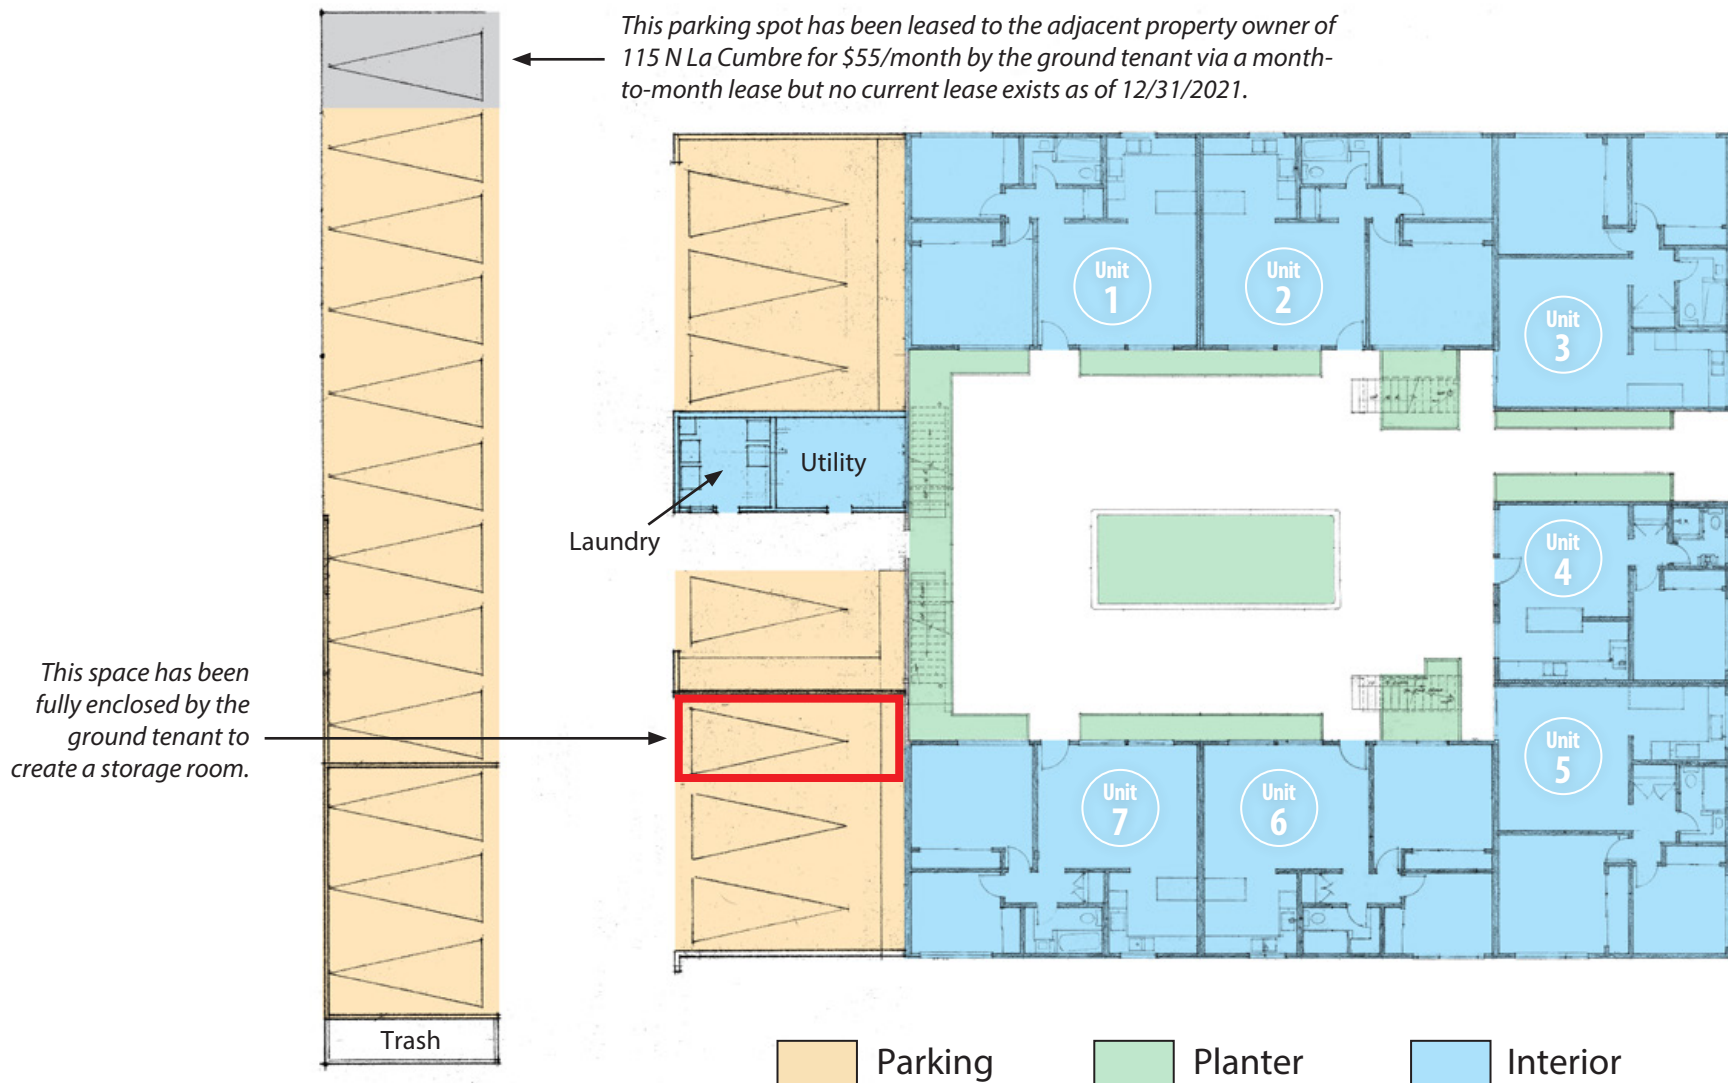 This parking spot has been leased to the adjacent property owner of
115 N La Cumbre for $55/month by the ground tenant via a month-
to-month lease but no current lease exists as of 12/31/2021.
Unit
1
Unit
2
Unit
3
Utility
Laundry
Unit
4
This space has been
fully enclosed by the
ground tenant to
create a storage room.
Unit
5
Unit
7
Unit
6
Trash
Parking
Planter
Interior